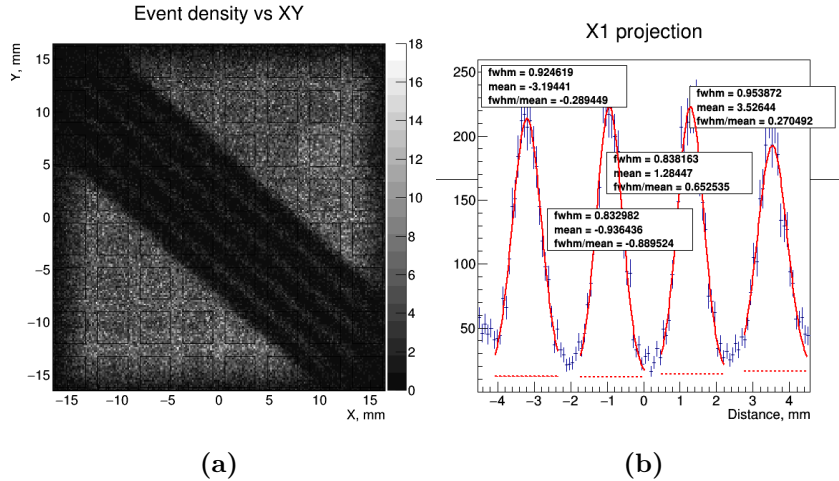 Event density vs XY
Y, mm
15
10
5
0
−5
−10
−15
−15
−10
−5
0
5
10
15
X, mm
18
16
14
12
10
8
6
4
2
0
(a)
X1 projection
250
200
150
100
50
fwhm = 0.924619
mean = -3.19441
fwhm/mean = -0.289449
fwhm = 0.953872
mean = 3.52644
fwhm/mean = 0.270492
fwhm = 0.838163
mean = 1.28447
fwhm/mean = 0.652535
fwhm = 0.832982
mean = -0.936436
fwhm/mean = -0.889524
−4
−3
−2
−1
0
1
2
3
4
Distance, mm
(b)